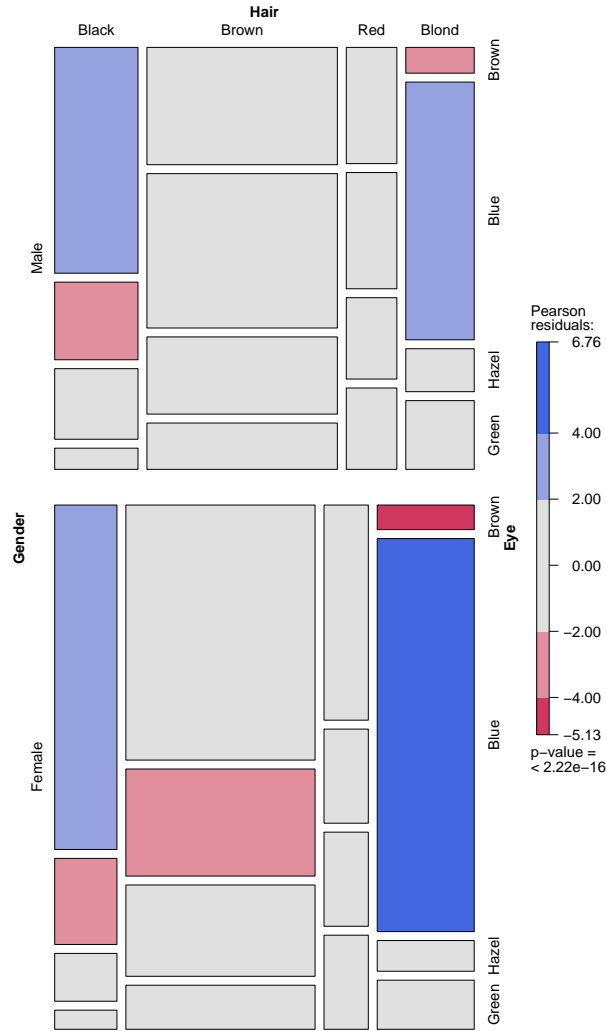 Hair
Black Brown Red Blond
Brown
Blue
Male
Hazel
Green
Pearson
residuals:
6.76
4.00
2.00
0.00
−2.00
−4.00
−5.13
p−value =
< 2.22e−16
Gender
Eye
Brown
Blue
Female
Hazel
Green